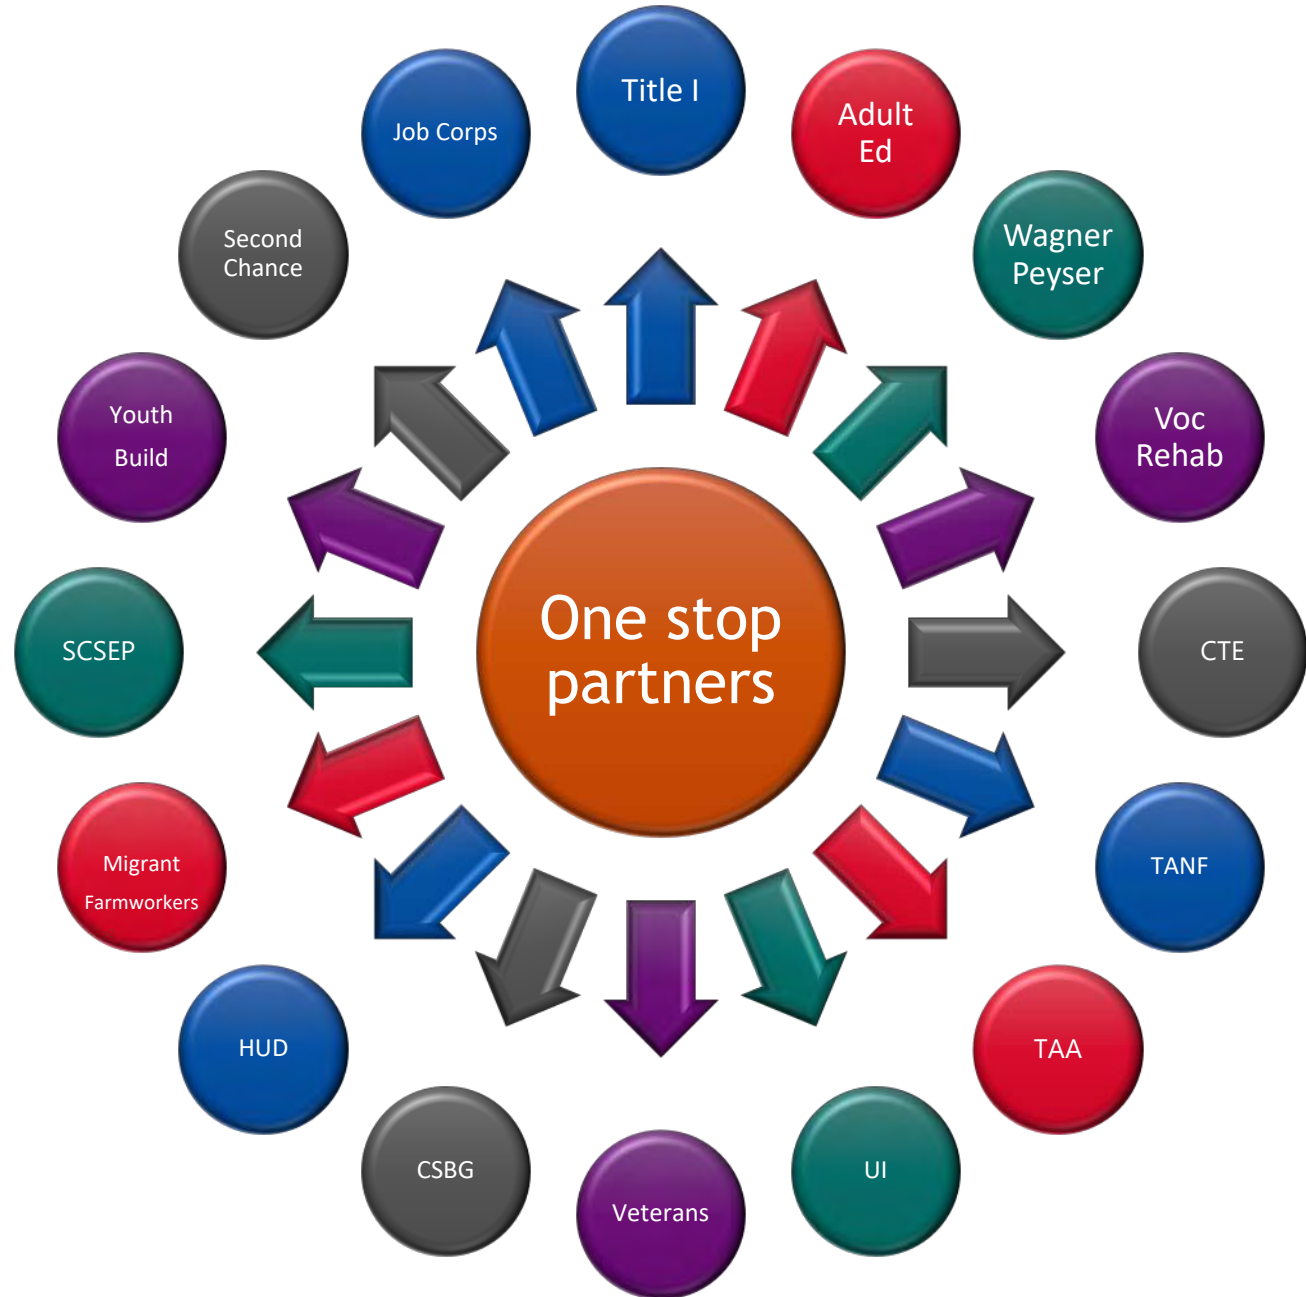 Title I
Adult
Ed
Wagner
Peyser
Voc
Rehab
CTE
TANF
TAA
UI
Veterans
CSBG
HUD
Migrant
Farmworkers
SCSEP
Youth
Build
Second
Chance
Job Corps
One stop
partners